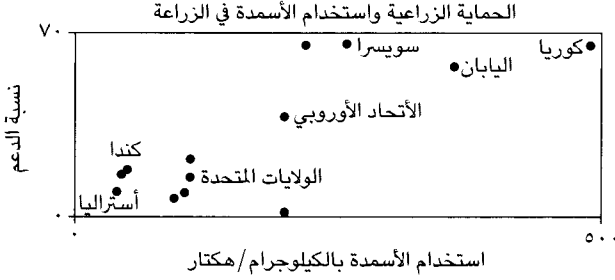 الحماية الزراعية واستخدام الأسمدة في الزراعة
٧٠
نسبة الدعم
كوريا
سويسرا
اليابان
الأتحاد الأوروبي
كندا
الولايات المتحدة
أستراليا
٠
٠
٥٠٠
استخدام الأسمدة بالكيلوجرام/هكتار